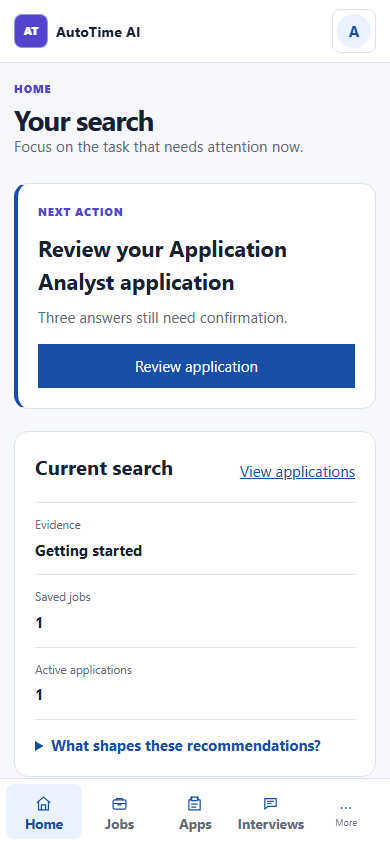 AT AutoTime AI A
HOME
Your search
Focus on the task that needs attention now.
NEXT ACTION
Review your Application
Analyst application
Three answers still need confirmation.
Review application
Current search View applications
Evidence
Getting started
Saved jobs
1
Active applications
1
What shapes these recommendations?
Home Jobs Apps Interviews ... More